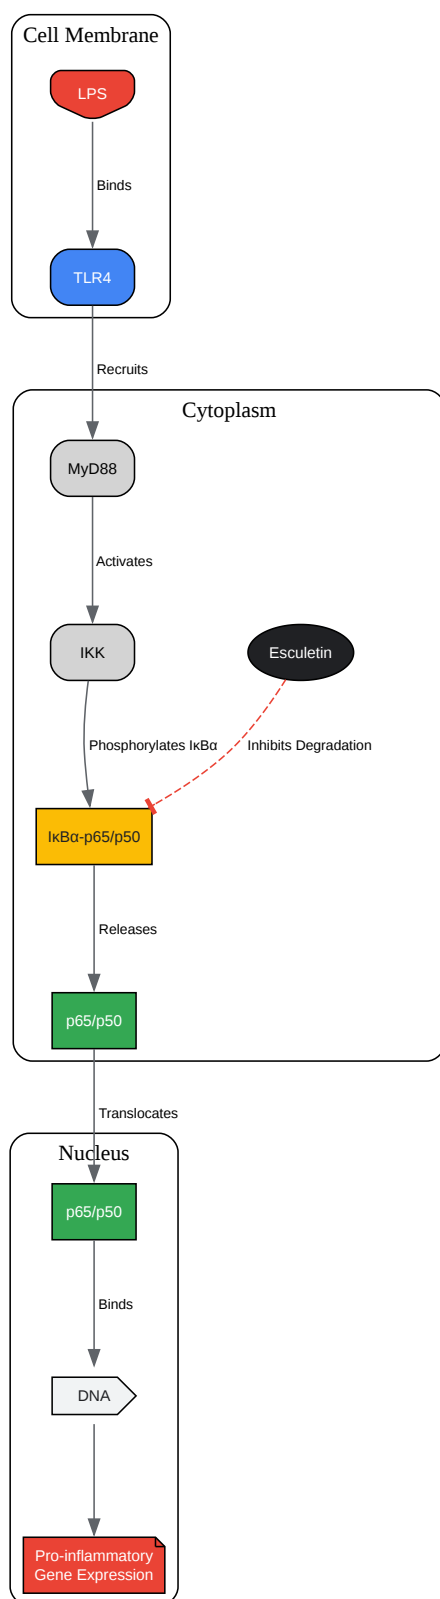 Cell Membrane
LPS
Binds
TLR4
Recruits
Cytoplasm
MyD88
Activates
IKK
Esculetin
Phosphorylates IκBα
Inhibits Degradation
IκBα-p65/p50
Releases
p65/p50
Translocates
Nucleus
p65/p50
Binds
DNA
Pro-inflammatory
Gene Expression